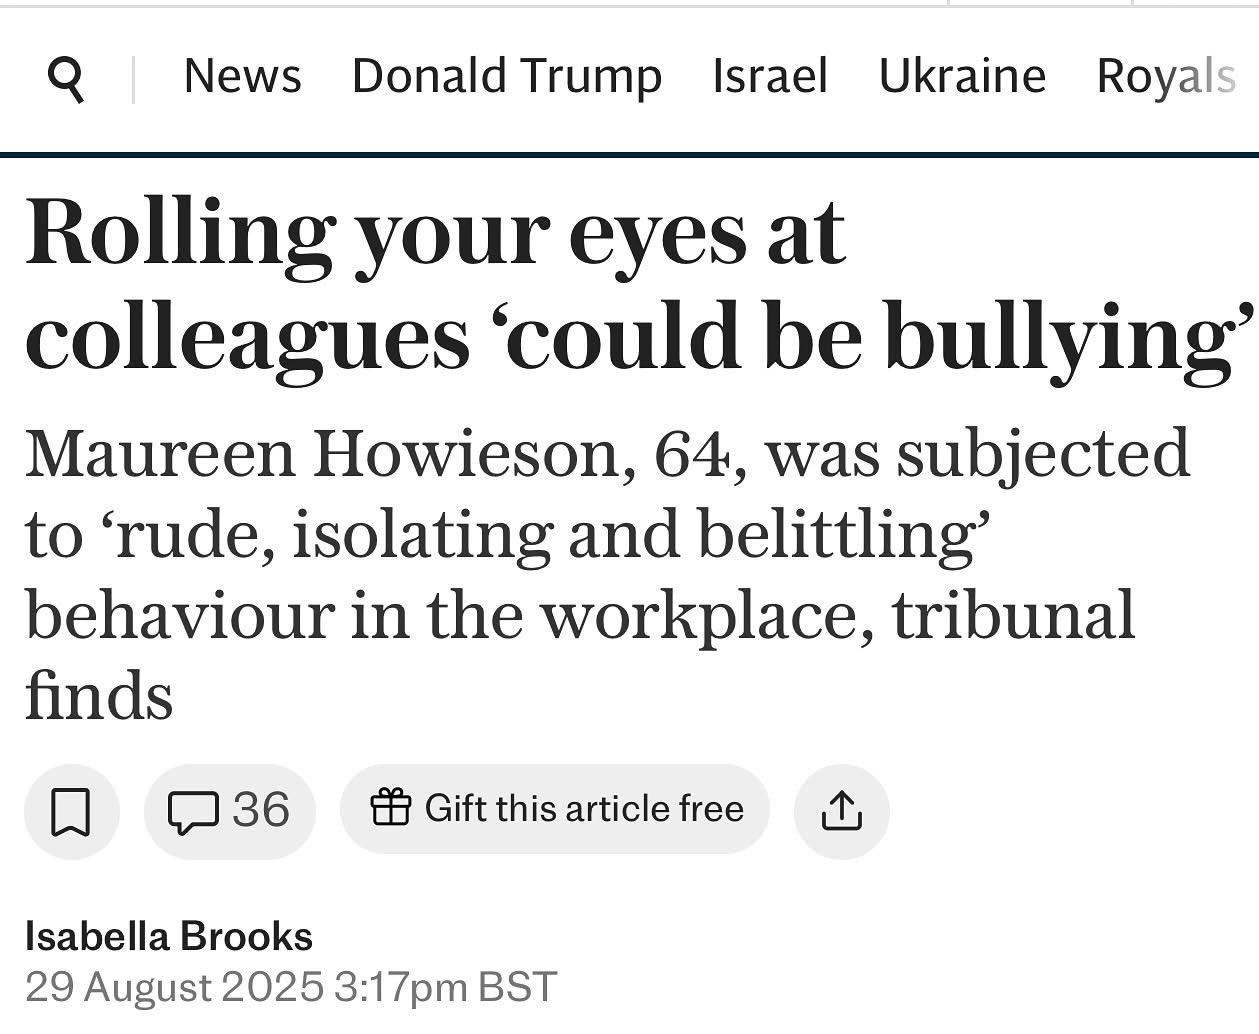 News Donald Trump Israel Ukraine Royals
Rolling your eyes at
colleagues ‘could be bullying’
Maureen Howieson, 64, was subjected
to ‘rude, isolating and belittling’
behaviour in the workplace, tribunal
finds
36 Gift this article free
Isabella Brooks
29 August 2025 3:17pm BST